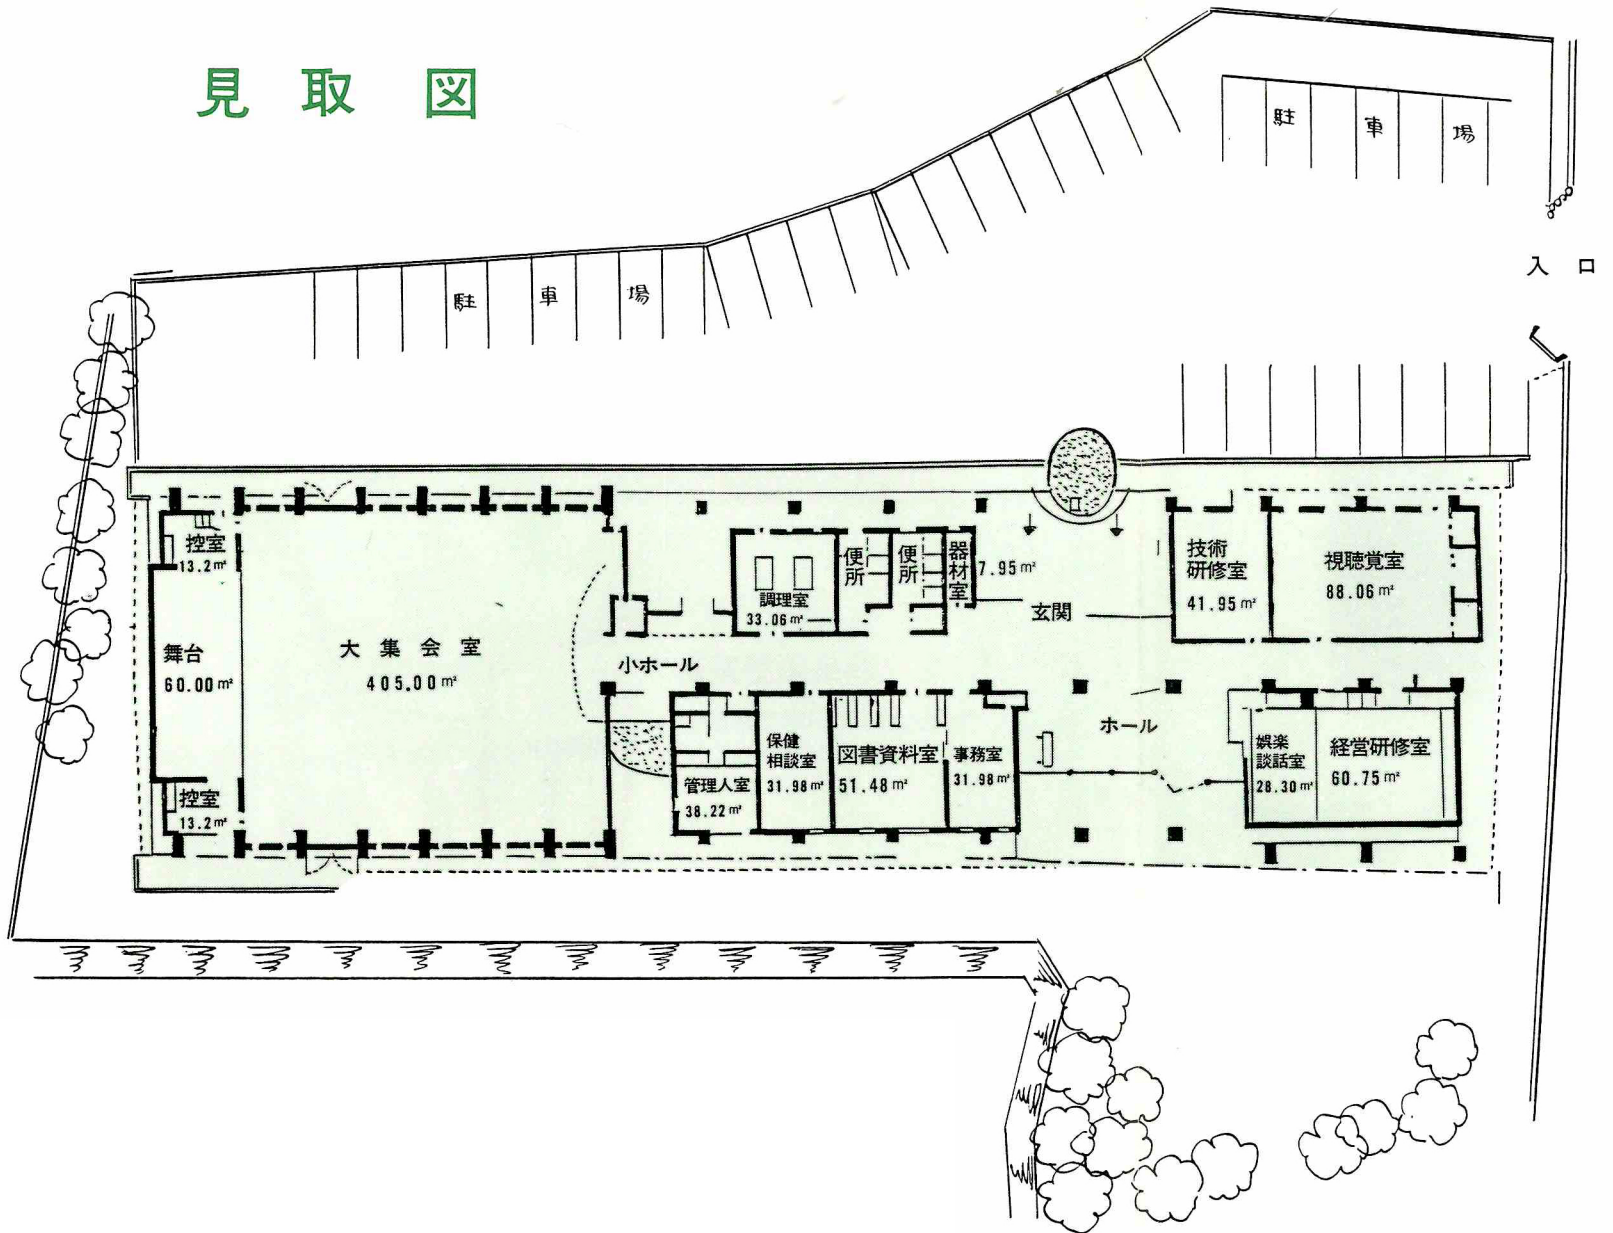 見取図
駐車場
駐車場
入口
控室
13.2㎡
舞台
60.00㎡
控室
13.2㎡
大集会室
405.00㎡
小ホール
調理室
33.06㎡
便所
便所
器材室
7.95㎡
玄関
技術
研修室
41.95㎡
視聴覚室
88.06㎡
管理人室
38.22㎡
保健
相談室
31.98㎡
図書資料室
51.48㎡
事務室
31.98㎡
ホール
娯楽
談話室
28.30㎡
経営研修室
60.75㎡